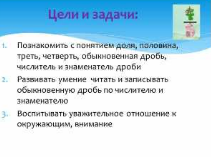 Цели и задачи:
1. Познакомить с понятием доля, половина,
треть, четверть, обыкновенная дробь,
числитель и знаменатель дроби
2. Развивать умение читать и записывать
обыкновенную дробь по числителю и
знаменателю
3. Воспитывать уважительное отношение к
окружающим, внимание